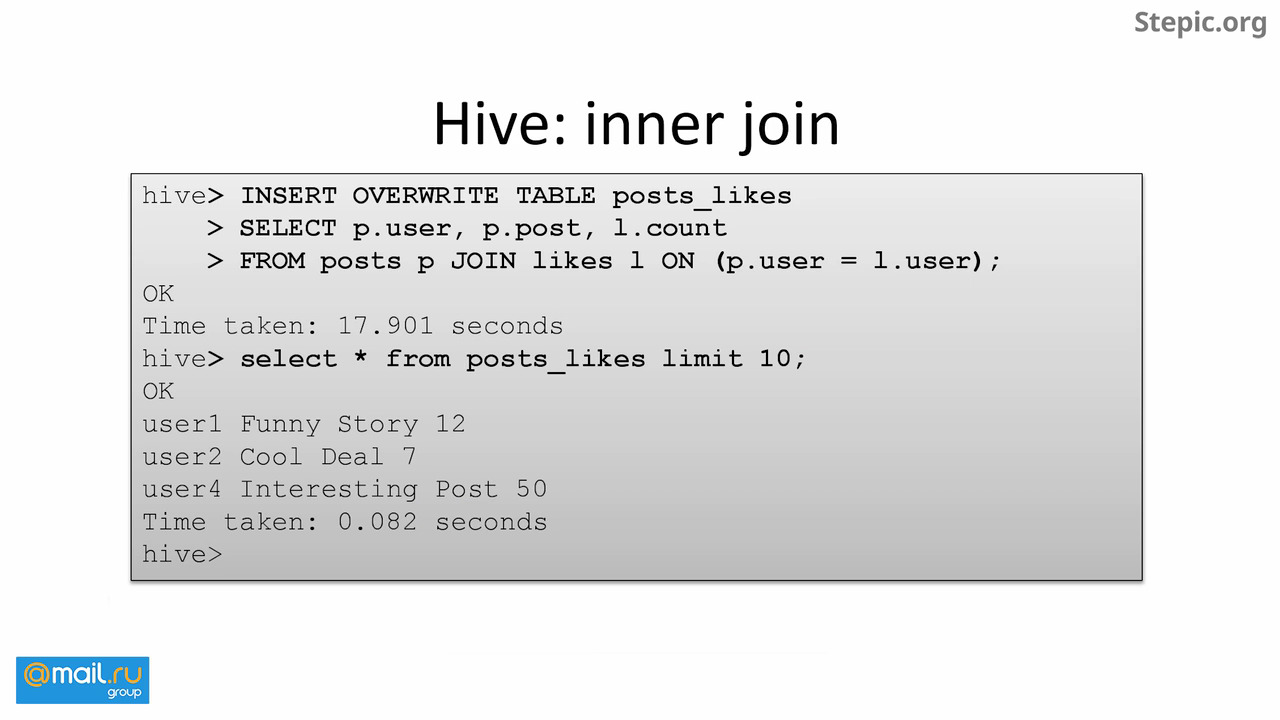 Stepic.org
Hive: inner join
hive> INSERT OVERWRITE TABLE posts_likes
> SELECT p.user, p.post, l.count
> FROM posts p JOIN likes l ON (p.user = l.user);
OK
Time taken: 17.901 seconds
hive> select * from posts_likes limit 10;
OK
user1 Funny Story 12
user2 Cool Deal 7
user4 Interesting Post 50
Time taken: 0.082 seconds
hive>
@mail.ru
group